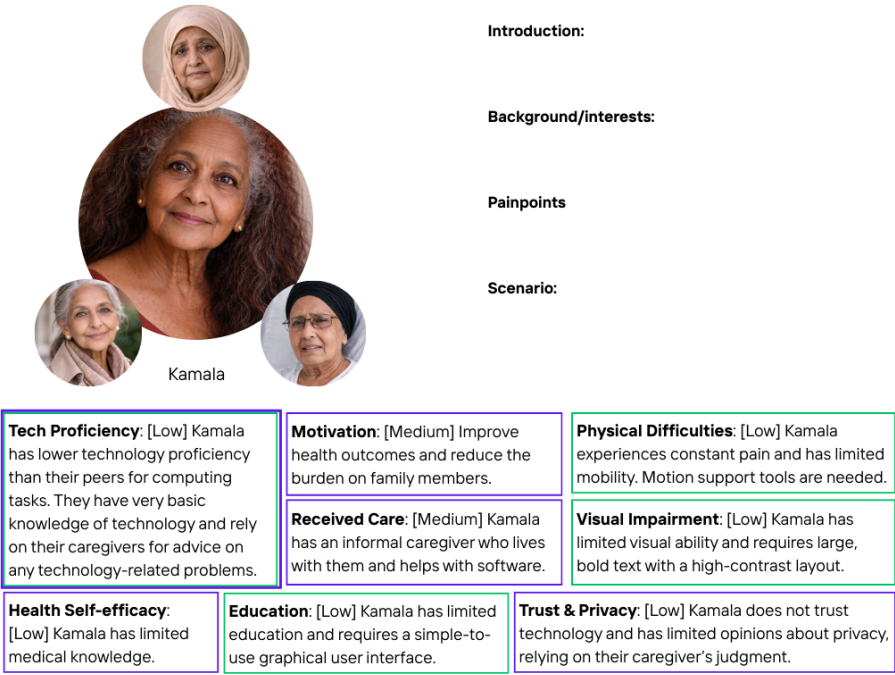 Introduction:
Background/interests:
Painpoints
Scenario:
Kamala
Tech Proficiency: [Low] Kamala
has lower technology proficiency
than their peers for computing
tasks. They have very basic
knowledge of technology and rely
on their caregivers for advice on
any technology-related problems.
Motivation: [Medium] Improve
health outcomes and reduce the
burden on family members.
Physical Difficulties: [Low] Kamala
experiences constant pain and has limited
mobility. Motion support tools are needed.
Received Care: [Medium] Kamala
has an informal caregiver who lives
with them and helps with software.
Visual Impairment: [Low] Kamala has
limited visual ability and requires large,
bold text with a high-contrast layout.
Health Self-efficacy:
[Low] Kamala has limited
medical knowledge.
Education: [Low] Kamala has limited
education and requires a simple-to-
use graphical user interface.
Trust & Privacy: [Low] Kamala does not trust
technology and has limited opinions about privacy,
relying on their caregiver's judgment.